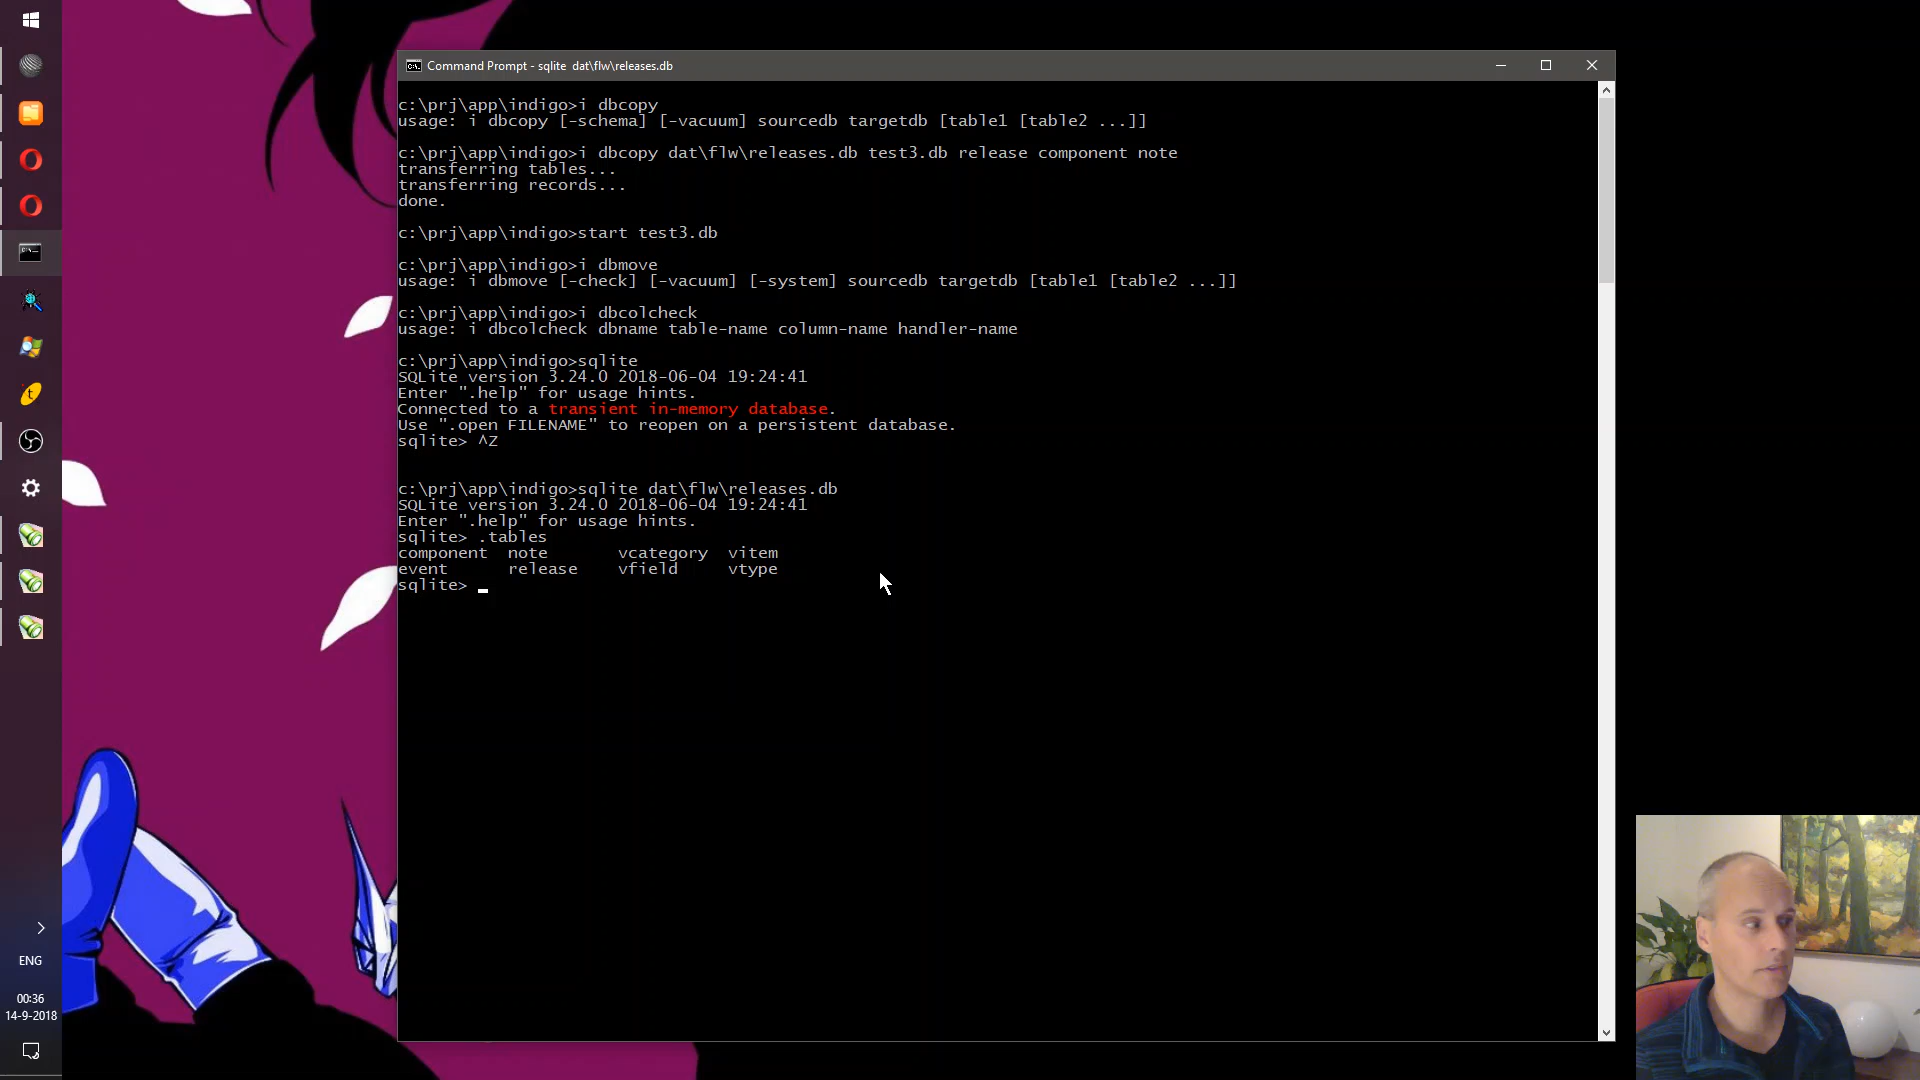 Command Prompt - sqlite  dat\flw\releases.db
c:\prj\app\indigo>i dbcopy
usage: i dbcopy [-schema] [-vacuum] sourcedb targetdb [table1 [table2 ...]]
c:\prj\app\indigo>i dbcopy dat\flw\releases.db test3.db release component note
transferring tables...
transferring records...
done.
c:\prj\app\indigo>start test3.db
c:\prj\app\indigo>i dbmove
usage: i dbmove [-check] [-vacuum] [-system] sourcedb targetdb [table1 [table2 ...]]
c:\prj\app\indigo>i dbcolcheck
usage: i dbcolcheck dbname table-name column-name handler-name
c:\prj\app\indigo>sqlite
SQLite version 3.24.0 2018-06-04 19:24:41
Enter ".help" for usage hints.
Connected to a transient in-memory database.
Use ".open FILENAME" to reopen on a persistent database.
sqlite> ^Z
c:\prj\app\indigo>sqlite dat\flw\releases.db
SQLite version 3.24.0 2018-06-04 19:24:41
Enter ".help" for usage hints.
sqlite> .tables
component  note       vcategory  vitem
event      release    vfield     vtype
sqlite> _
ENG
00:36
14-9-2018